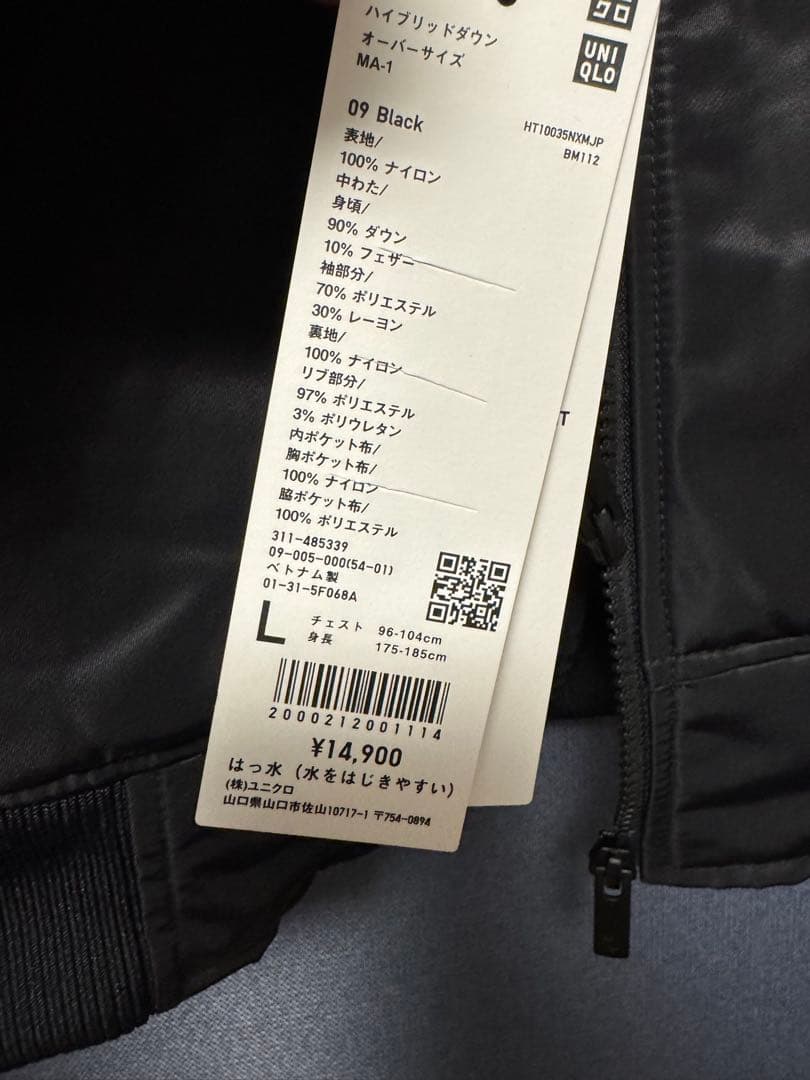 ハイブリッドダウン
オーバーサイズ
MA-1
クロ
UNI
QLO
09 Black
HT10035NXMJP
BM112
表地/
100% ナイロン
中わた/
身頃/
90% ダウン
10% フェザー
袖部分/
70% ポリエステル
30% レーヨン
裏地/
100% ナイロン
リブ部分/
97% ポリエステル
3% ポリウレタン
内ポケット布/
胸ポケット布/
100% ナイロン
脇ポケット布/
100% ポリエステル
311-485339
09-005-000(54-01)
ベトナム製
01-31-5F068A
L チェスト 96-104cm
身長 175-185cm
2000212001114
¥14,900
はっ水（水をはじきやすい）
(株)ユニクロ
山口県山口市佐山10717-1 〒754-0894
T